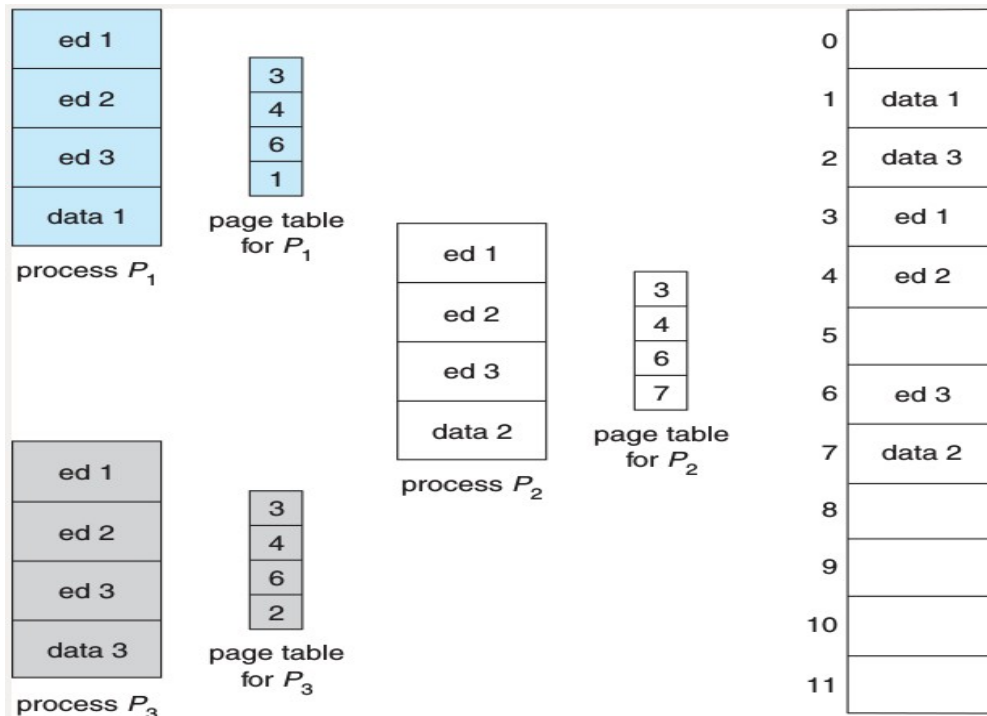 ed 1
ed 2
ed 3
data 1
process P1
3
4
6
1
page table
for P1
ed 1
ed 2
ed 3
data 2
process P2
3
4
6
7
page table
for P2
ed 1
ed 2
ed 3
data 3
process P3
3
4
6
2
page table
for P3
0
1 data 1
2 data 3
3 ed 1
4 ed 2
5
6 ed 3
7 data 2
8
9
10
11